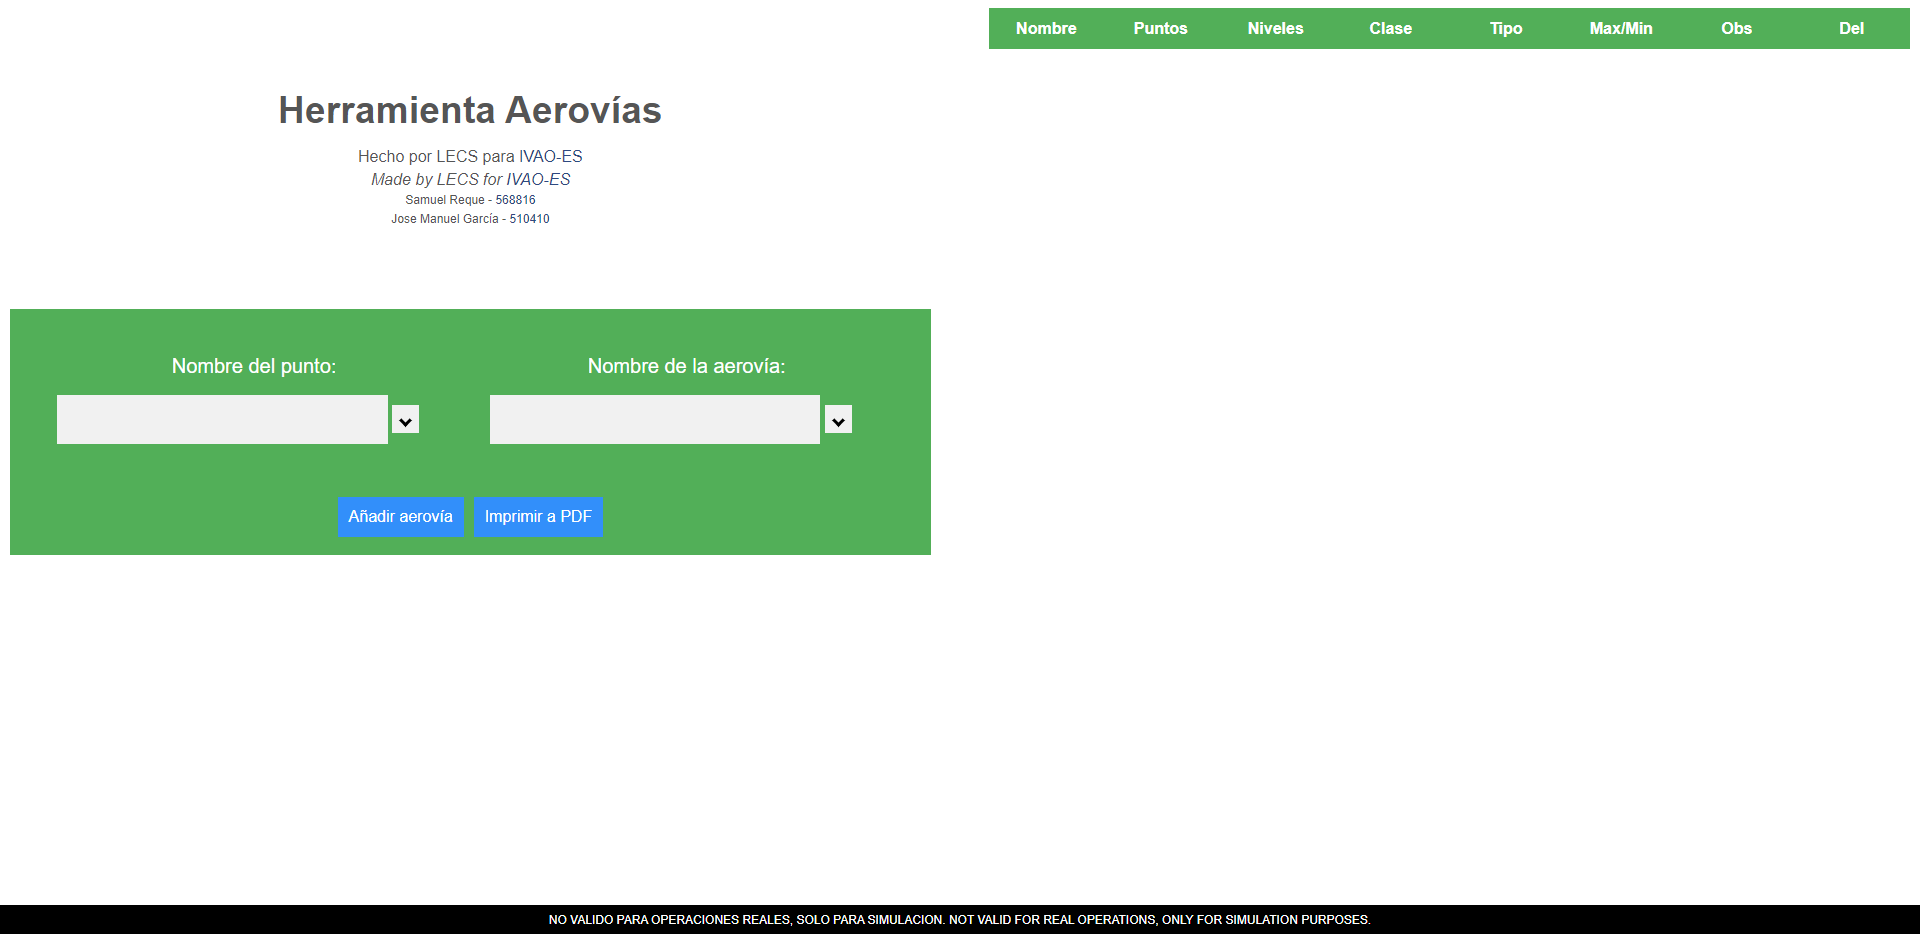 Nombre Puntos Niveles Clase Tipo Max/Min Obs Del
Herramienta Aerovías
Hecho por LECS para IVAO-ES
Made by LECS for IVAO-ES
Samuel Reque - 568816
Jose Manuel García - 510410
Nombre del punto: Nombre de la aerovía:
Añadir aerovía Imprimir a PDF
NO VALIDO PARA OPERACIONES REALES, SOLO PARA SIMULACION. NOT VALID FOR REAL OPERATIONS, ONLY FOR SIMULATION PURPOSES.